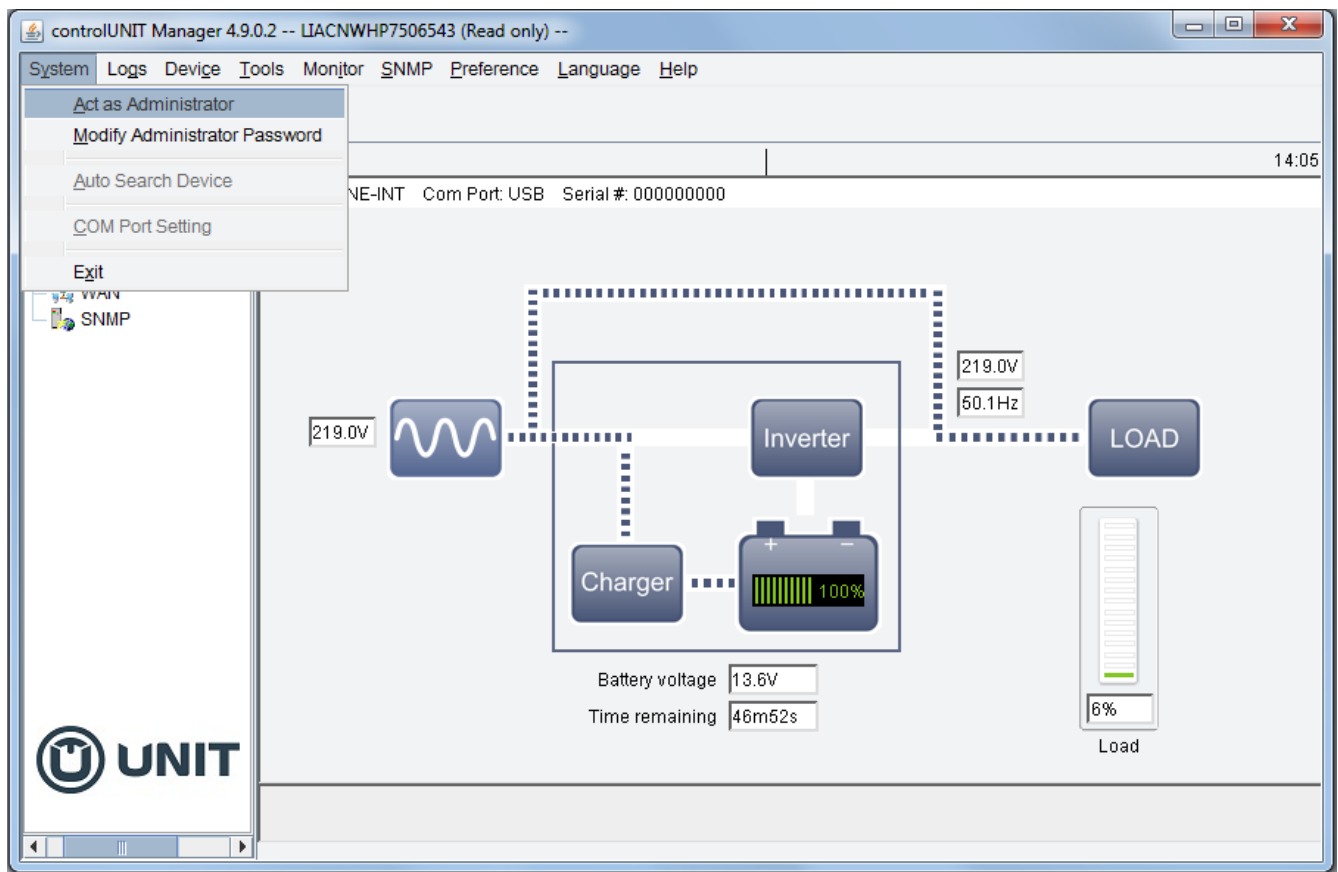 controlUNIT Manager 4.9.0.2 -- LIACNWHP7506543 (Read only) --
System Logs Device Tools Monitor SNMP Preference Language Help
Act as Administrator
Modify Administrator Password
Auto Search Device
COM Port Setting
Exit
14:05
NE-INT Com Port: USB Serial #: 000000000
WAN
SNMP
219.0V
50.1Hz
219.0V
Inverter
LOAD
+ −
Charger
100%
Battery voltage 13.6V
Time remaining 46m52s
6%
Load
UNIT